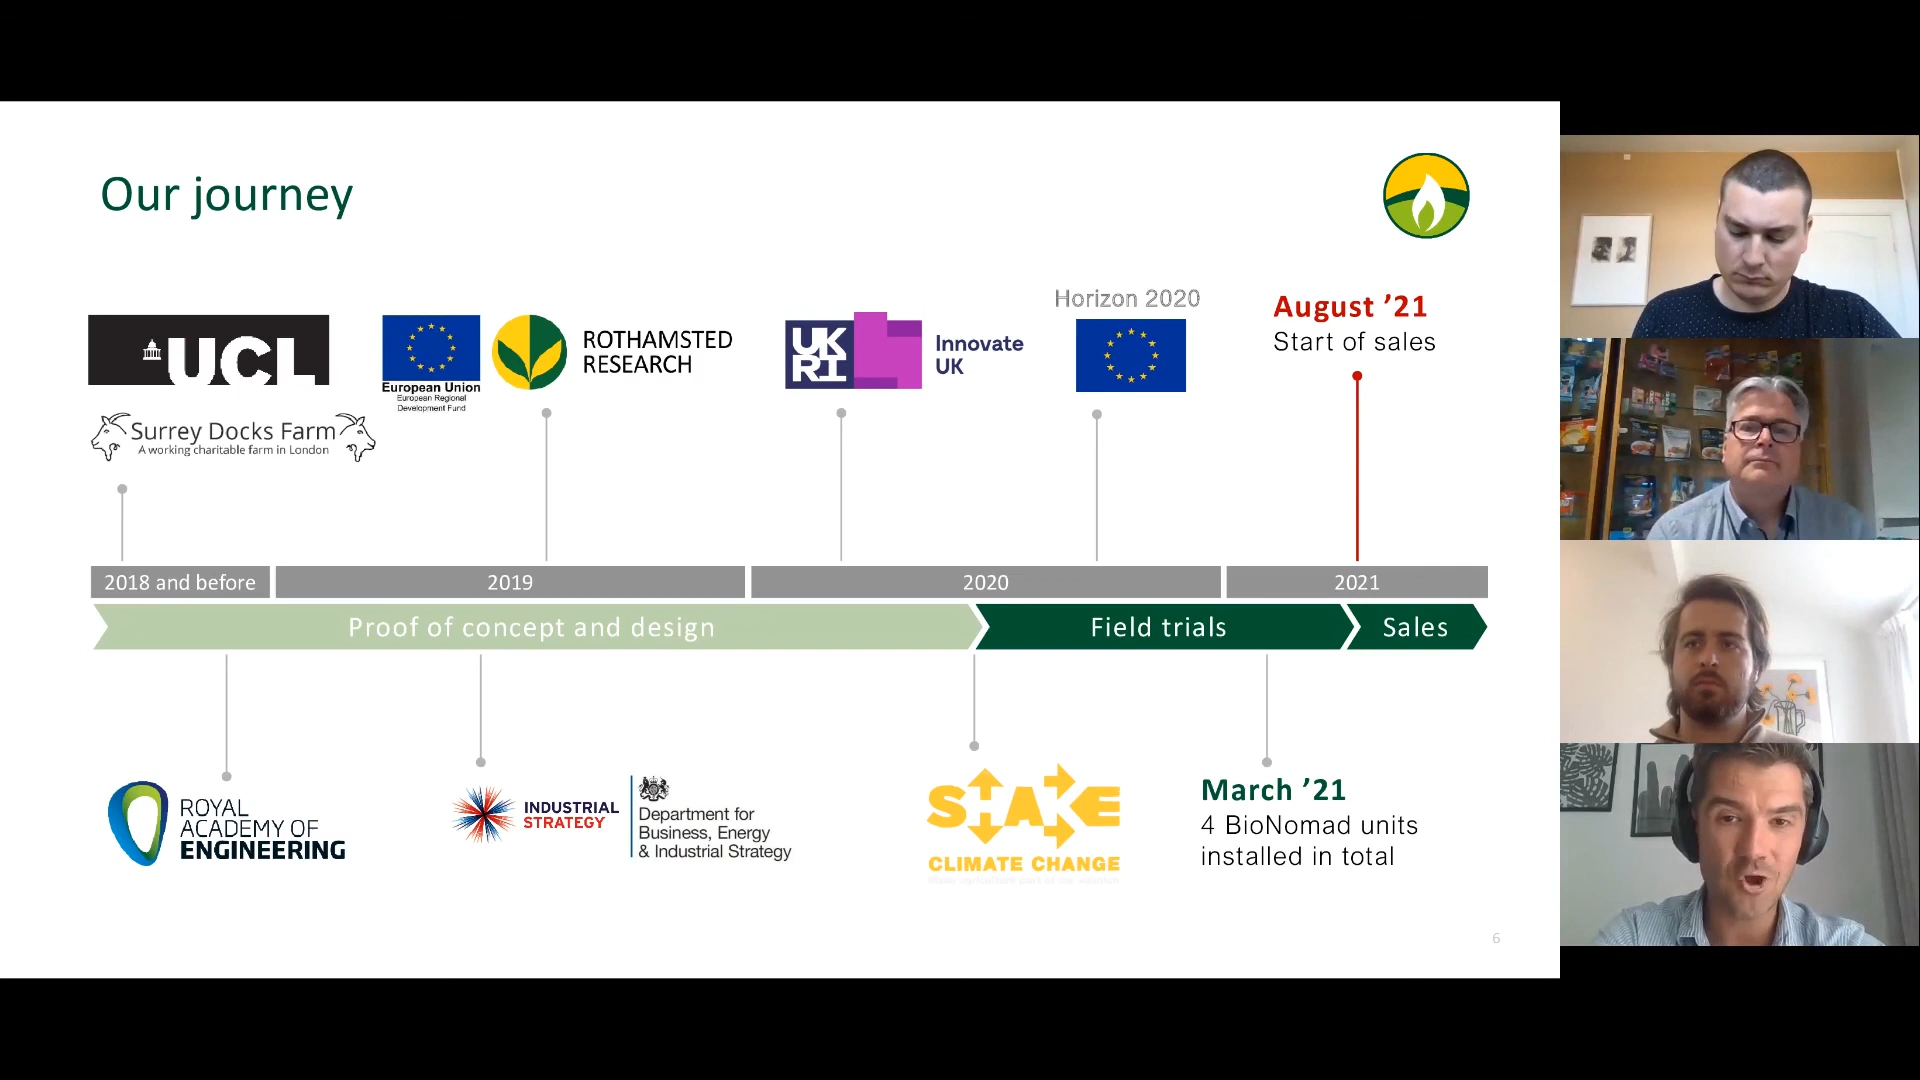 Our journey
UCL
Surrey Docks Farm
A working charitable farm in London
European Union
European Regional
Development Fund
ROTHAMSTED
RESEARCH
UK
RI
Innovate
UK
Horizon 2020
August ’21
Start of sales
2018 and before
2019
2020
2021
Proof of concept and design
Field trials
Sales
ROYAL
ACADEMY OF
ENGINEERING
INDUSTRIAL
STRATEGY
Department for
Business, Energy
& Industrial Strategy
SHAKE
CLIMATE CHANGE
March ’21
4 BioNomad units
installed in total
6